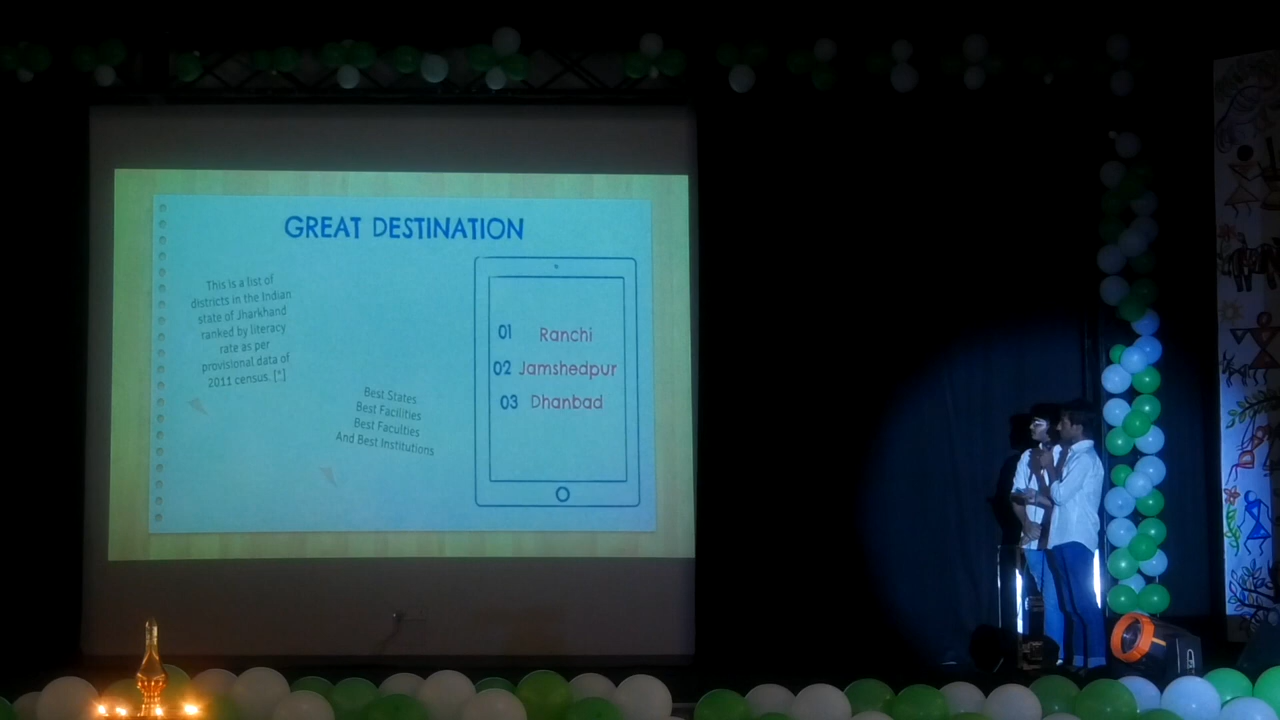 GREAT DESTINATION
This is a list of
districts in the Indian
state of Jharkhand
ranked by literacy
rate as per
provisional data of
2011 census. [*]
Best States
Best Facilities
Best Faculties
And Best Institutions
01 Ranchi
02 Jamshedpur
03 Dhanbad